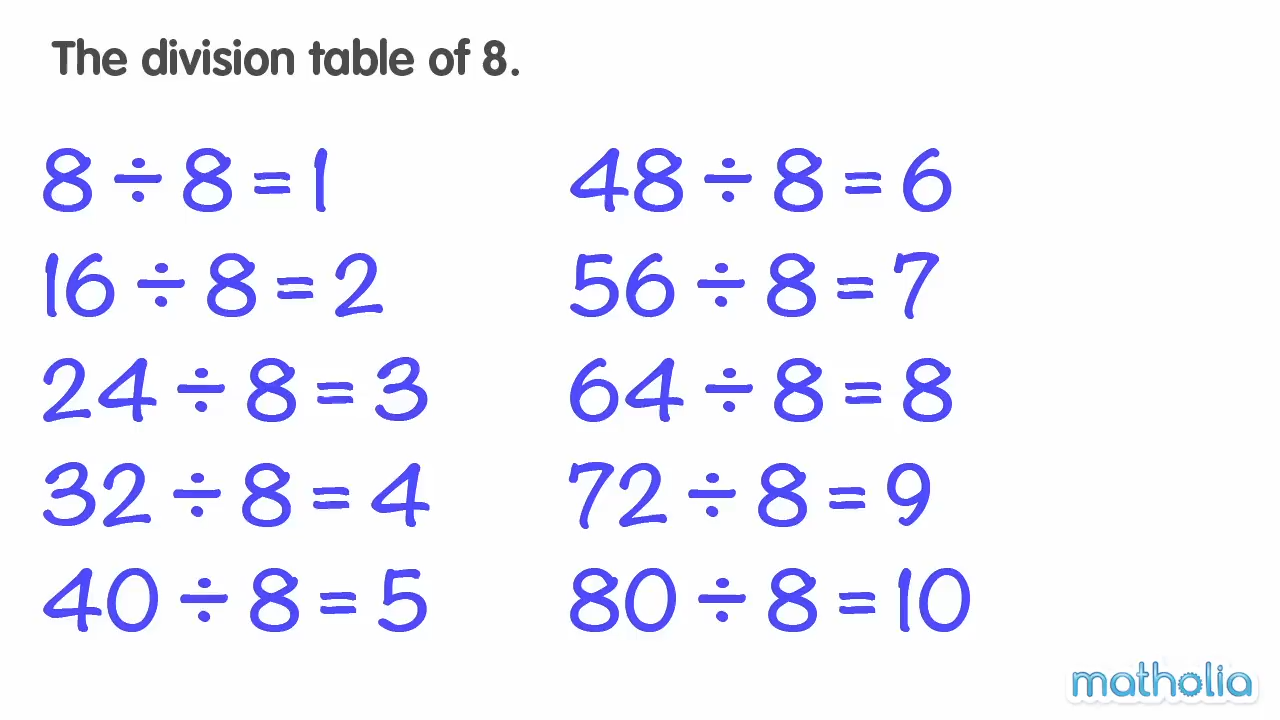 The division table of 8.
8 ÷ 8 = 1
16 ÷ 8 = 2
24 ÷ 8 = 3
32 ÷ 8 = 4
40 ÷ 8 = 5
48 ÷ 8 = 6
56 ÷ 8 = 7
64 ÷ 8 = 8
72 ÷ 8 = 9
80 ÷ 8 = 10
matholia